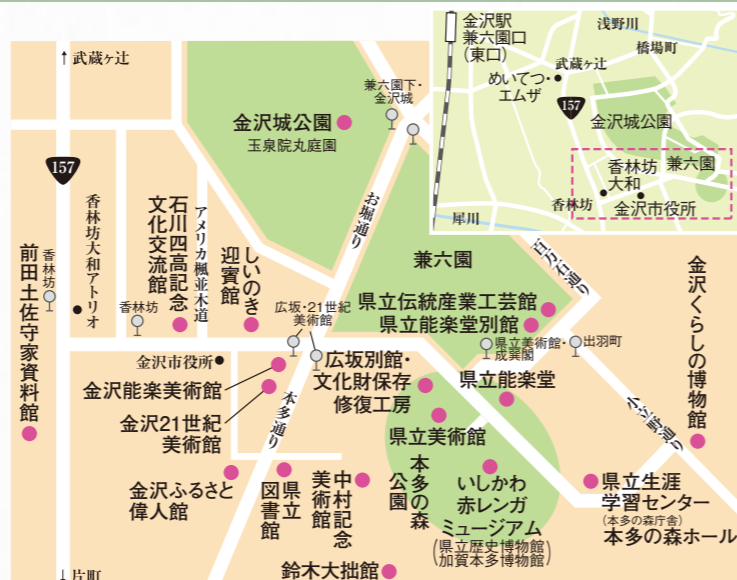 ↑武蔵ヶ辻
157
香林坊大和アトリオ
香林坊
前田土佐守家資料館
香林坊
石川四高記念
文化交流館
アメリカ楓並木道
しいのき
迎賓館
金沢城公園
玉泉院丸庭園
兼六園下・
金沢城
お堀通り
金沢駅
兼六園口
(東口)
浅野川
橋場町
武蔵ヶ辻
めいてつ・
エムザ
157
金沢城公園
兼六園
香林坊
大和
香林坊
金沢市役所
犀川
百万石通り
兼六園
県立伝統産業工芸館
県立能楽堂別館
県立美術館・
成巽閣
出羽町
金沢くらしの博物館
広坂・21世紀
美術館
金沢市役所
金沢能楽美術館
金沢21世紀
美術館
本多通り
広坂別館・
文化財保存
修復工房
県立能楽堂
県立美術館
小立野通り
金沢ふるさと
偉人館
県立
図書館
中村記念
美術館
本多の森
公園
いしかわ
赤レンガ
ミュージアム
(県立歴史博物館
加賀本多博物館)
県立生涯
学習センター
(本多の森庁舎)
本多の森ホール
鈴木大拙館
↓片町